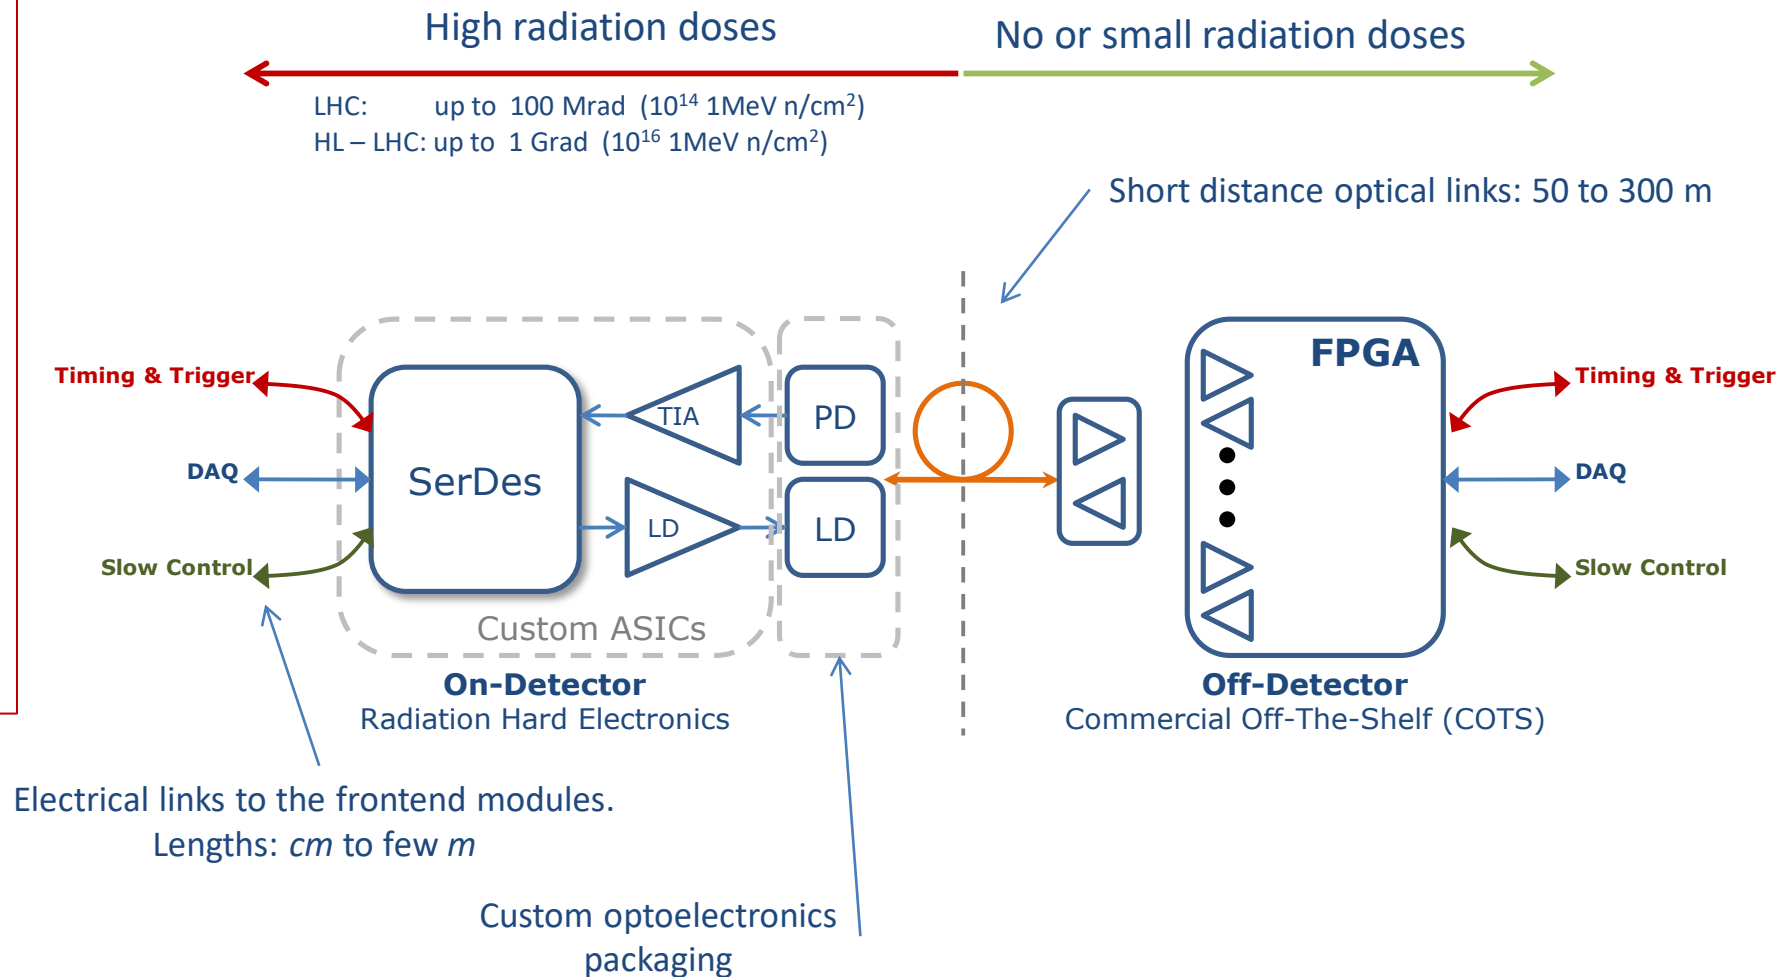 High radiation doses
No or small radiation doses
LHC: up to 100 Mrad (10¹⁴ 1MeV n/cm²)
HL – LHC: up to 1 Grad (10¹⁶ 1MeV n/cm²)
Short distance optical links: 50 to 300 m
FPGA
Timing & Trigger
TIA
PD
Timing & Trigger
DAQ
SerDes
DAQ
LD
LD
Slow Control
Slow Control
Custom ASICs
On-Detector
Radiation Hard Electronics
Off-Detector
Commercial Off-The-Shelf (COTS)
Electrical links to the frontend modules.
Lengths: cm to few m
Custom optoelectronics
packaging